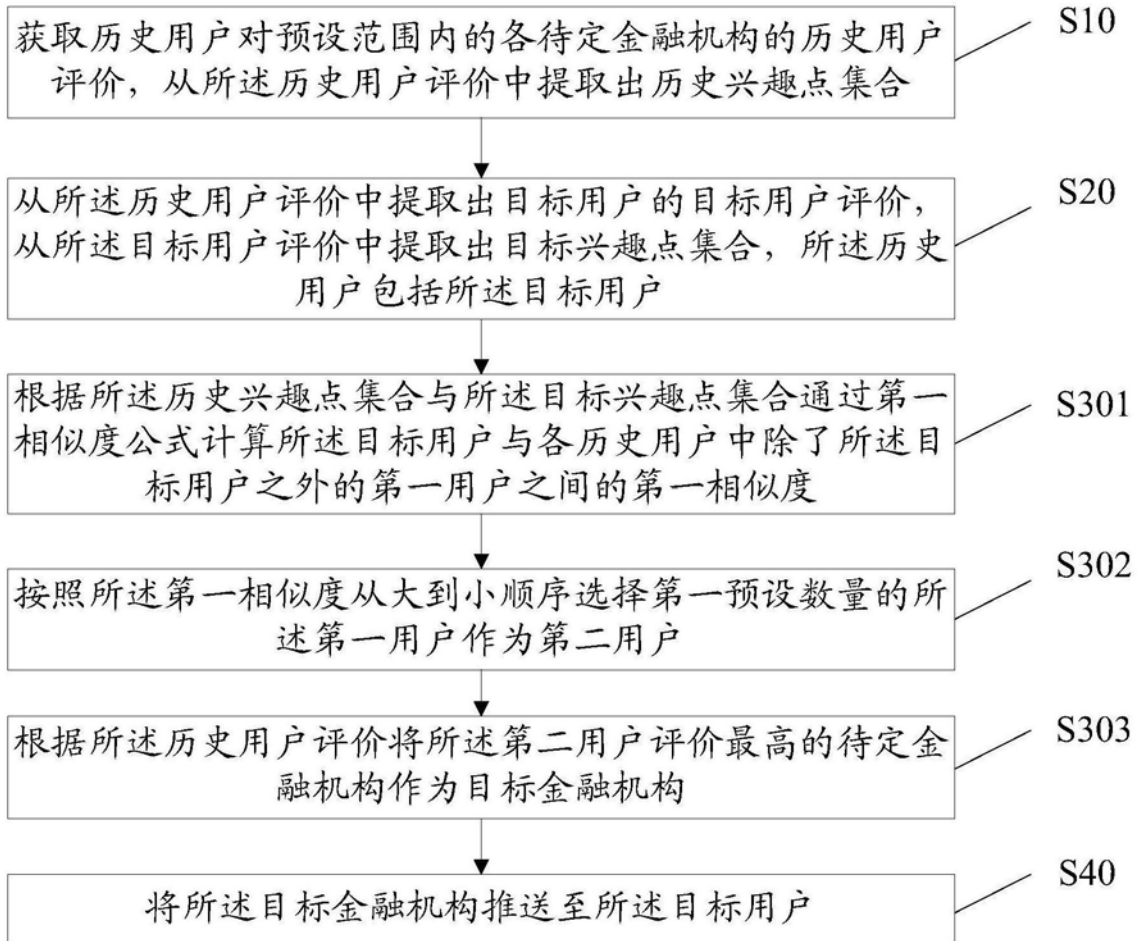 获取历史用户对预设范围内的各待定金融机构的历史用户
评价，从所述历史用户评价中提取出历史兴趣点集合
S10
从所述历史用户评价中提取出目标用户的目标用户评价，
从所述目标用户评价中提取出目标兴趣点集合，所述历史
用户包括所述目标用户
S20
根据所述历史兴趣点集合与所述目标兴趣点集合通过第一
相似度公式计算所述目标用户与各历史用户中除了所述目
标用户之外的第一用户之间的第一相似度
S301
按照所述第一相似度从大到小顺序选择第一预设数量的所
述第一用户作为第二用户
S302
根据所述历史用户评价将所述第二用户评价最高的待定金
融机构作为目标金融机构
S303
将所述目标金融机构推送至所述目标用户
S40